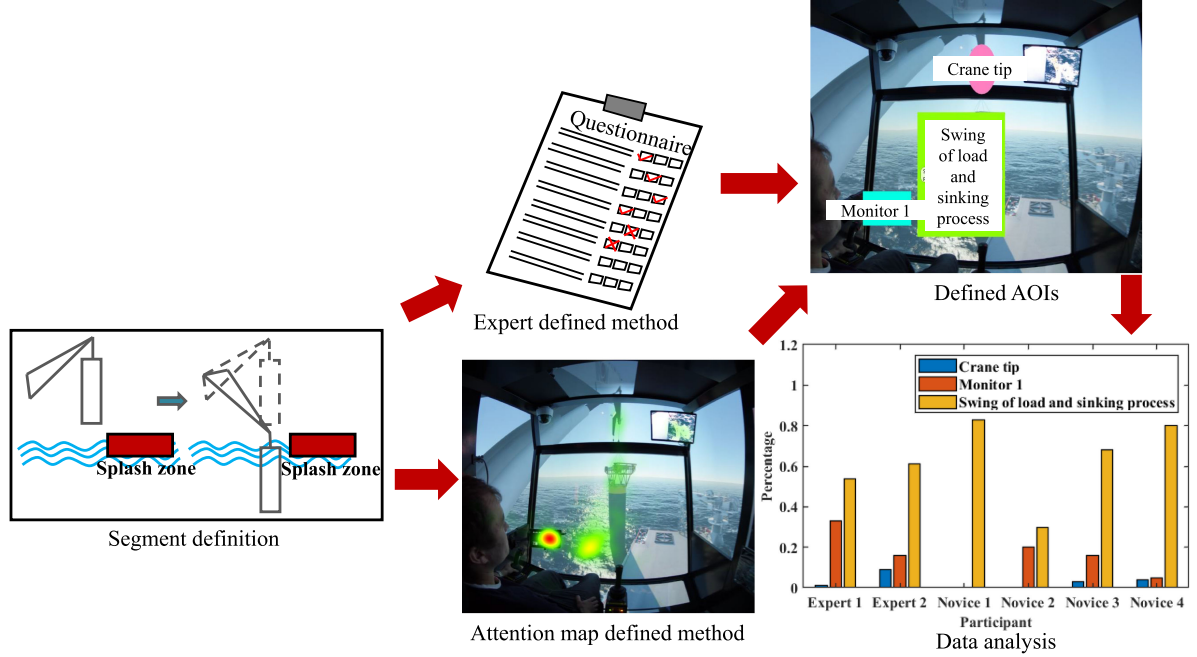 Splash zone
Splash zone
Segment definition
Questionnaire
Expert defined method
Attention map defined method
Crane tip
Swing
of load
and
sinking
process
Monitor 1
Defined AOIs
1.2
1
0.8
0.6
0.4
0.2
0
Percentage
Crane tip
Monitor 1
Swing of load and sinking process
Expert 1 Expert 2 Novice 1 Novice 2 Novice 3 Novice 4
Participant
Data analysis